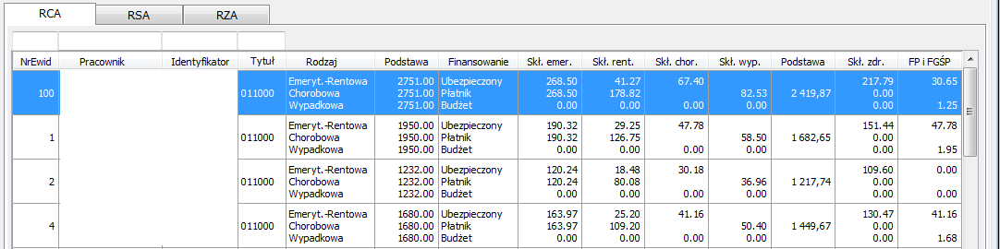 RCA RSA RZA
NrEwid Pracownik Identyfikator Tytuł Rodzaj Podstawa Finansowanie Skł. emer. Skł. rent. Skł. chor. Skł. wyp. Podstawa Skł. zdr. FP i FGŚP
Emeryt.-Rentowa 2751.00 Ubezpieczony 268.50 41.27 67.40 217.79 30.65
100 011000 Chorobowa 2751.00 Płatnik 268.50 178.82 82.53 2 419,87 0.00
Wypadkowa 2751.00 Budżet 0.00 0.00 0.00 0.00 0.00 1.25
Emeryt.-Rentowa 1950.00 Ubezpieczony 190.32 29.25 47.78 151.44 47.78
1 011000 Chorobowa 1950.00 Płatnik 190.32 126.75 58.50 1 682,65 0.00
Wypadkowa 1950.00 Budżet 0.00 0.00 0.00 0.00 0.00 1.95
Emeryt.-Rentowa 1232.00 Ubezpieczony 120.24 18.48 30.18 109.60 0.00
2 011000 Chorobowa 1232.00 Płatnik 120.24 80.08 36.96 1 217,74 0.00
Wypadkowa 1232.00 Budżet 0.00 0.00 0.00 0.00 0.00 0.00
Emeryt.-Rentowa 1680.00 Ubezpieczony 163.97 25.20 41.16 130.47 41.16
4 011000 Chorobowa 1680.00 Płatnik 163.97 109.20 50.40 1 449,67 0.00
Wypadkowa 1680.00 Budżet 0.00 0.00 0.00 0.00 0.00 1.68